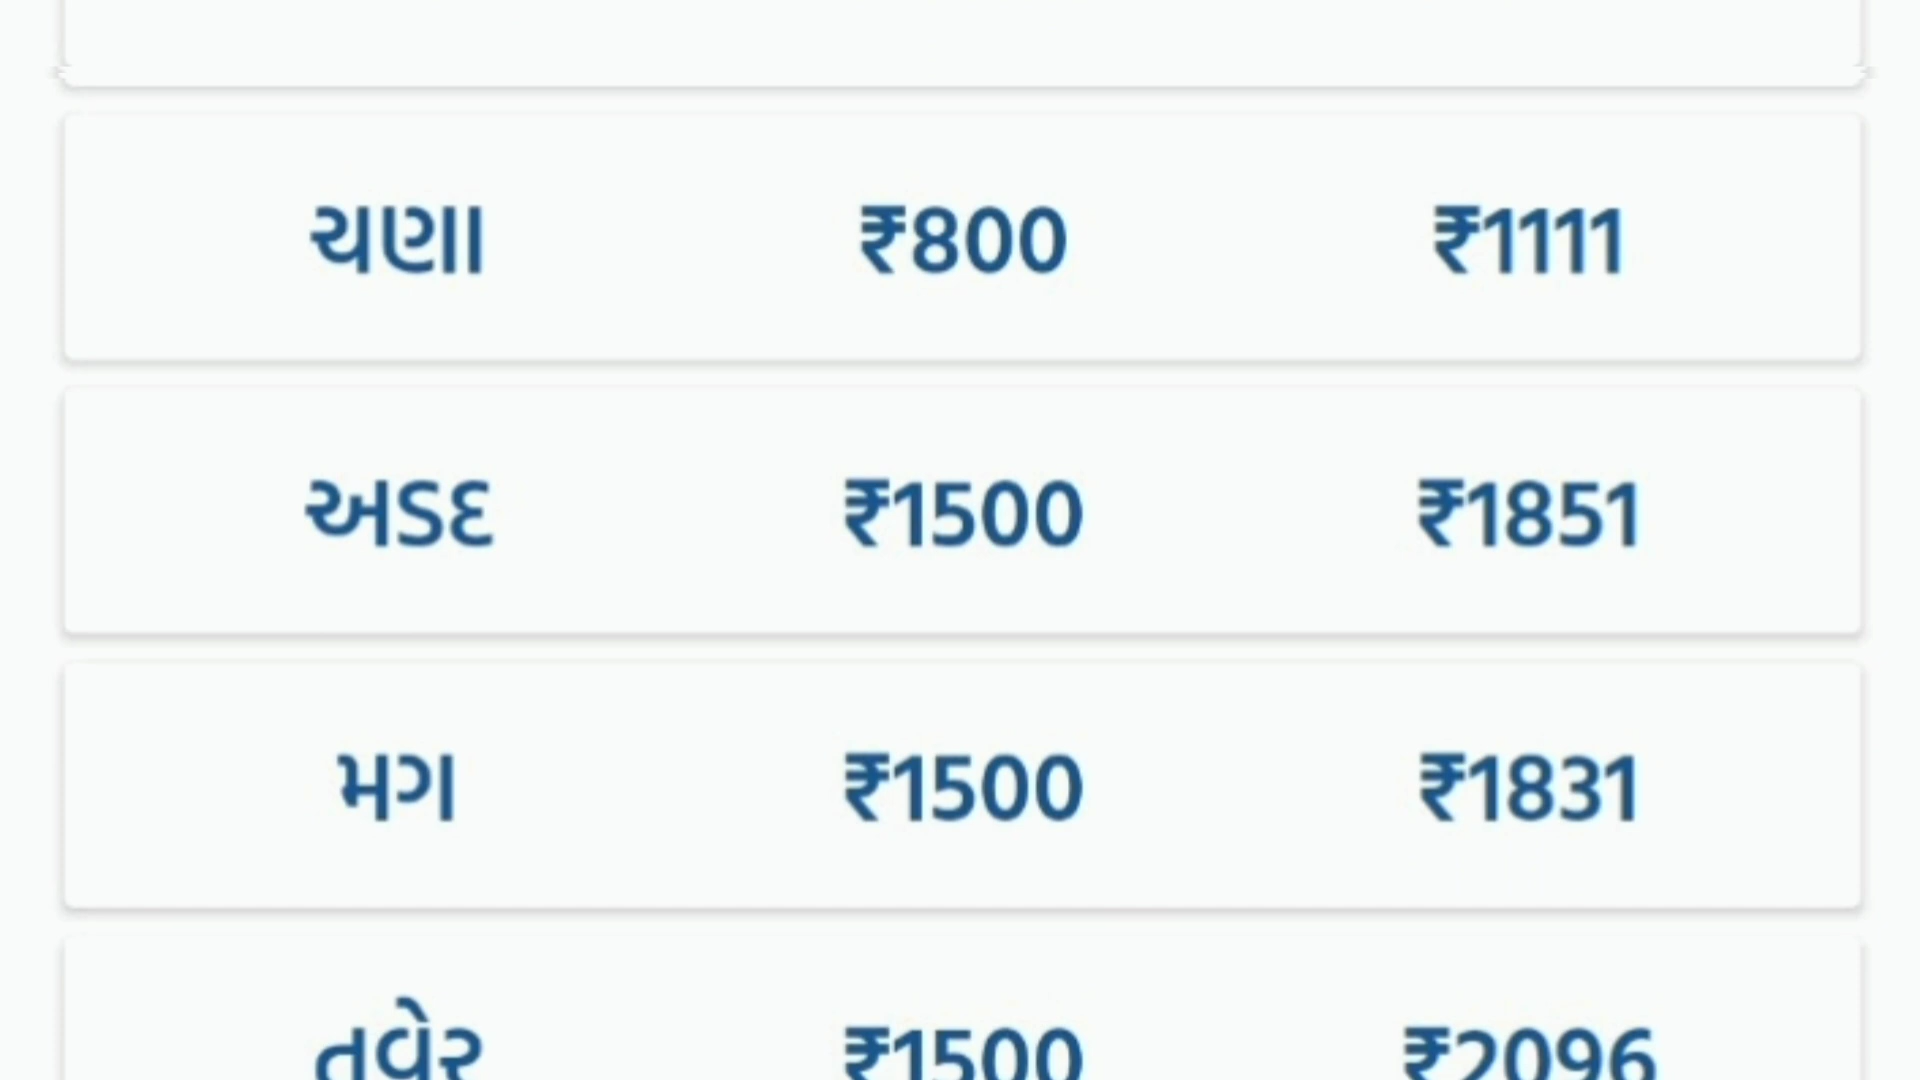 ચણા ₹800 ₹1111
અડદ ₹1500 ₹1851
મગ ₹1500 ₹1831
તુવેર ₹1500 ₹2096